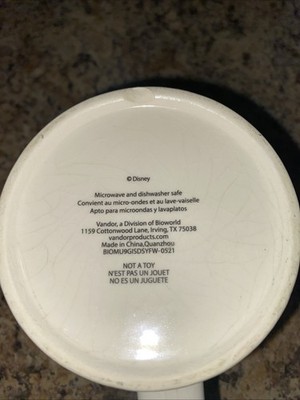 © Disney
Microwave and dishwasher safe
Convient au micro-ondes et au lave-vaiselle
Apto para microondas y lavaplatos
Vandor, a Division of Bioworld
1159 Cottonwood Lane, Irving, TX 75038
vandorproducts.com
Made in China,Quanzhou
BIOMU9GISDSYFW-0521
NOT A TOY
N'EST PAS UN JOUET
NO ES UN JUGUETE